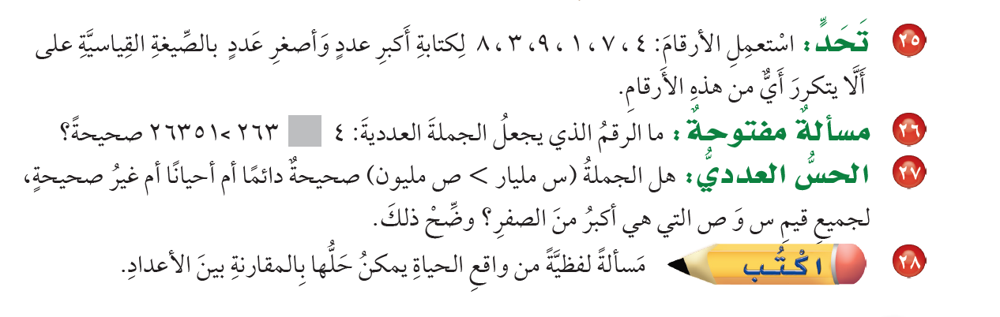 ٢٥ تَحَدٍّ: اسْتعمِلِ الأرقامَ: ٤ ، ٧ ، ١ ، ٩، ٣ ، ٨ لِكتابةِ أَكبرِ عددٍ وَأصغرِ عَددٍ بالصِّيغةِ القِياسيَّةِ على
أَلَّا يتكررَ أَيٌّ من هذهِ الأَرقامِ.
٢٦ مسألةٌ مفتوحةٌ: ما الرقمُ الذي يجعلُ الجملةَ العدديةَ: ٤ ٢٦٣ > ٢٦٣٥١ صحيحةً؟
٢٧ الحسُّ العدديُّ: هل الجملةُ (س مليار > ص مليون) صحيحةٌ دائمًا أم أحيانًا أم غيرُ صحيحةٍ،
لجميعِ قيمِ س وَ ص التي هي أكبرُ منَ الصفرِ؟ وضِّحْ ذلكَ.
٢٨ اكْتُب مَسألةً لفظيَّةً من واقعِ الحياةِ يمكنُ حَلُّها بِالمقارنةِ بينَ الأعدادِ.